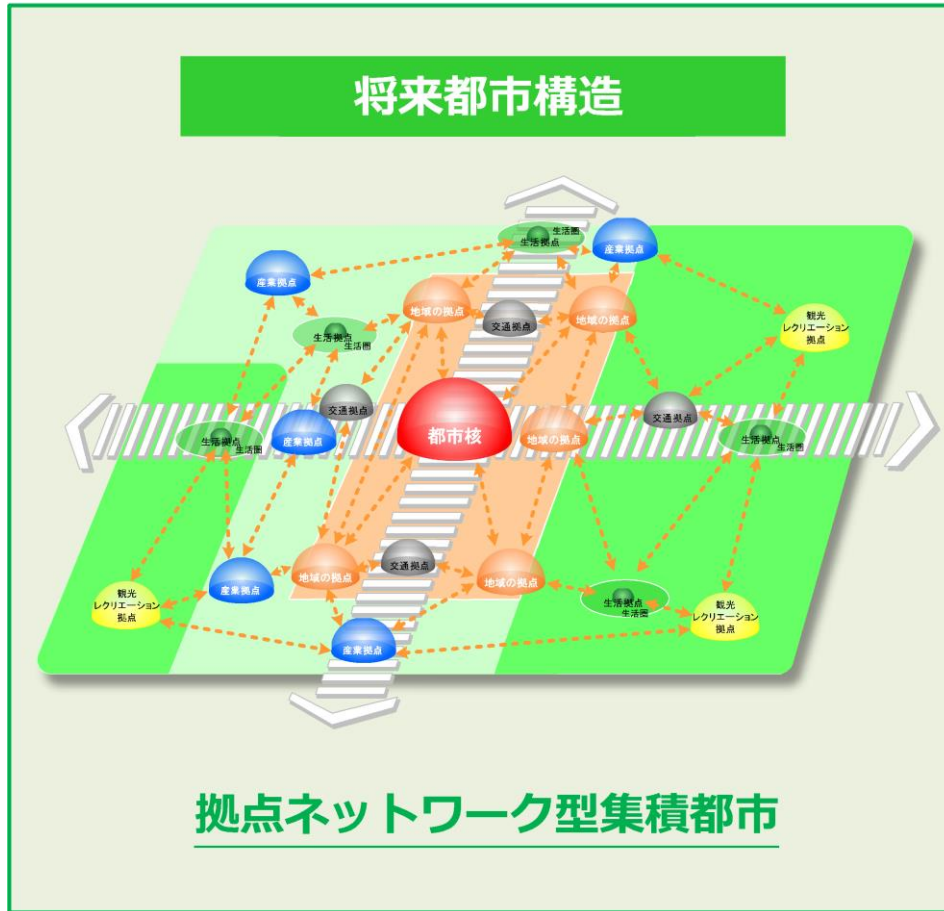 将来都市構造
生活圏
生活拠点
産業拠点
産業拠点
地域の拠点
交通拠点
地域の拠点
観光
レクリエーション
拠点
生活拠点
生活圏
交通拠点
交通拠点
都市核
生活拠点
生活圏
産業拠点
地域の拠点
生活拠点
生活圏
交通拠点
地域の拠点
産業拠点
地域の拠点
観光
レクリエーション
拠点
生活拠点
生活圏
観光
レクリエーション
拠点
産業拠点
拠点ネットワーク型集積都市